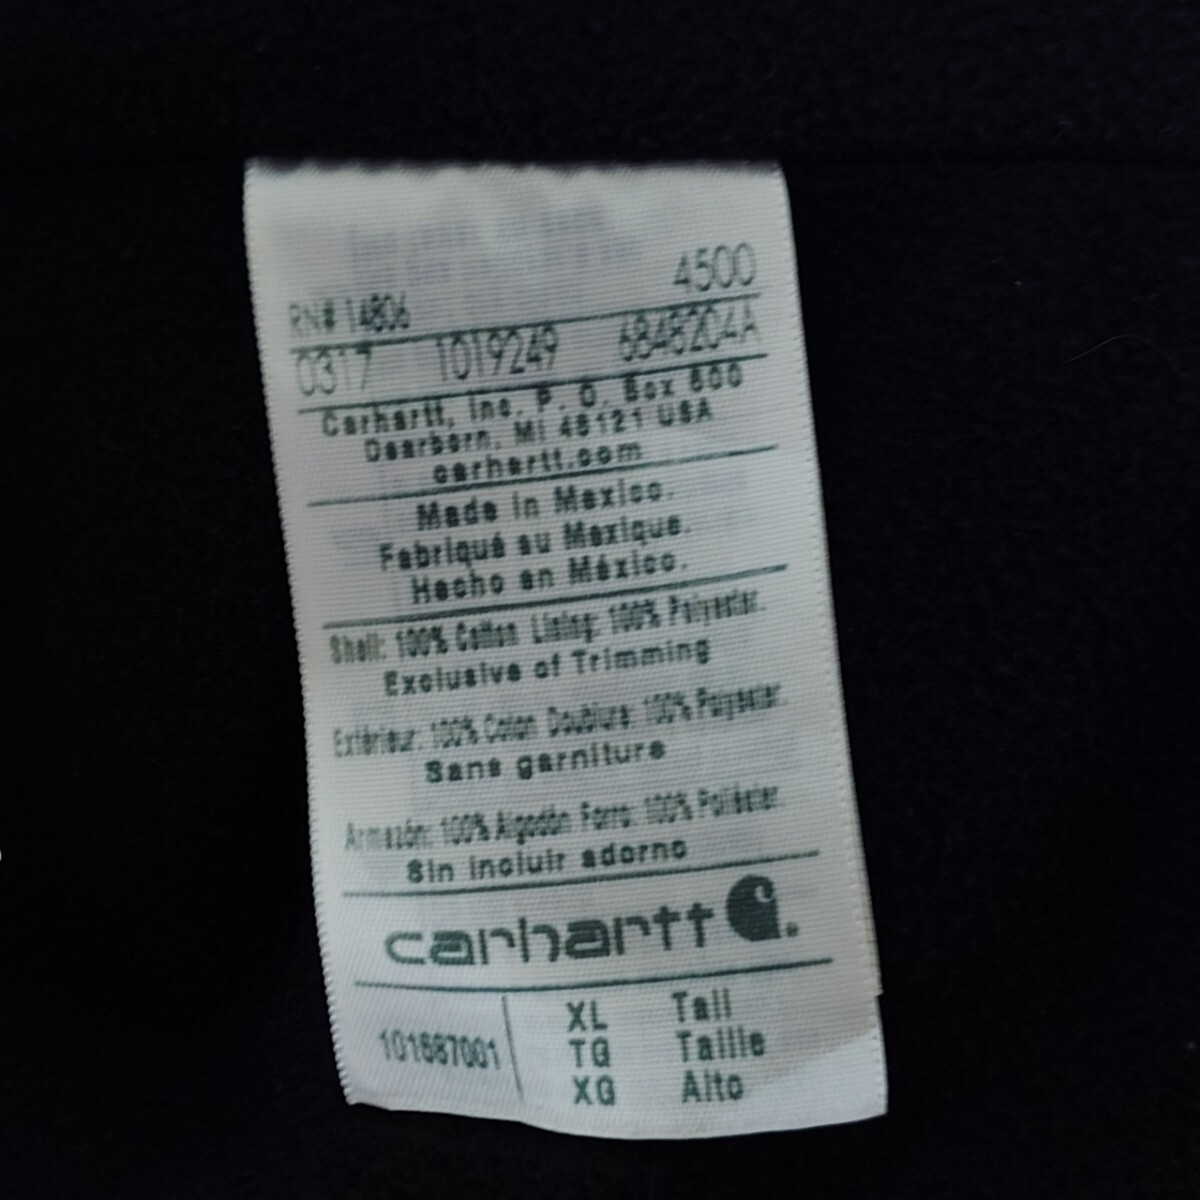 4500
RN# 14806
0317 1019249 6848204A
Carhartt, Inc. P. O. Box 600
Dearborn, MI 48121 USA
carhartt.com
Made in Mexico.
Fabriqué au Mexique.
Hecho en México.
Shell: 100% Cotton Lining: 100% Polyester.
Exclusive of Trimming
Extérieur: 100% Coton Doublure: 100% Polyester.
Sans garniture
Armazón: 100% Algodón Forro: 100% Poliéster.
Sin incluir adorno
carhartt
101687001
XL Tall
TG Taille
XG Alto